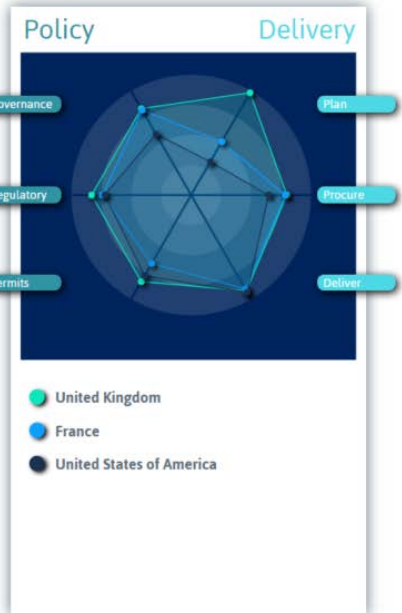 Policy Delivery
overnance Plan
egulatory Procure
ermits Deliver
United Kingdom
France
United States of America